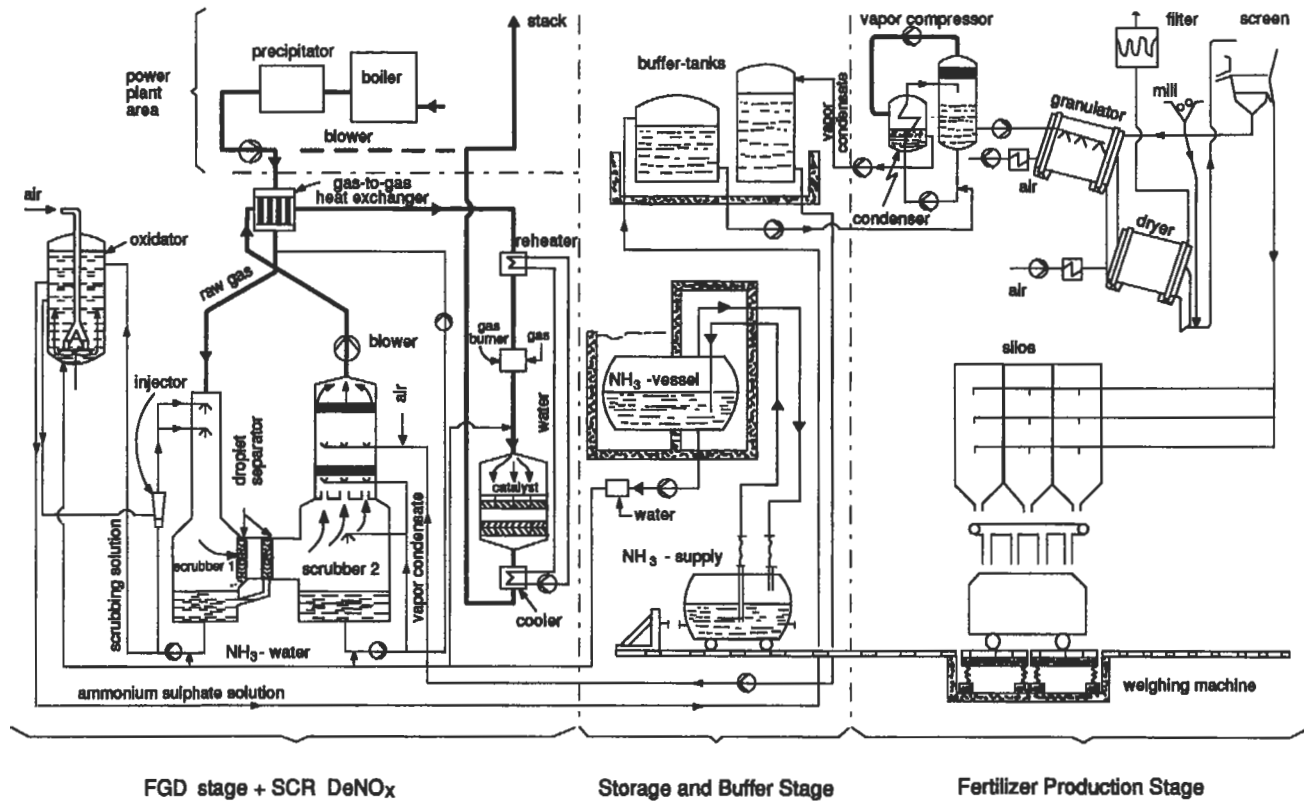 stack
precipitator
boiler
power
plant
area
blower
air
gas-to-gas
heat exchanger
oxidator
reheater
raw gas
gas
burner
gas
blower
injector
air
water
droplet
separator
catalyst
scrubbing solution
scrubber 1
scrubber 2
vapor condensate
cooler
NH3- water
ammonium sulphate solution
buffer-tanks
vapor
condensate
NH3 -vessel
water
NH3 - supply
vapor compressor
filter
screen
mill
granulator
air
condenser
dryer
air
silos
weighing machine
FGD stage + SCR DeNOX
Storage and Buffer Stage
Fertilizer Production Stage